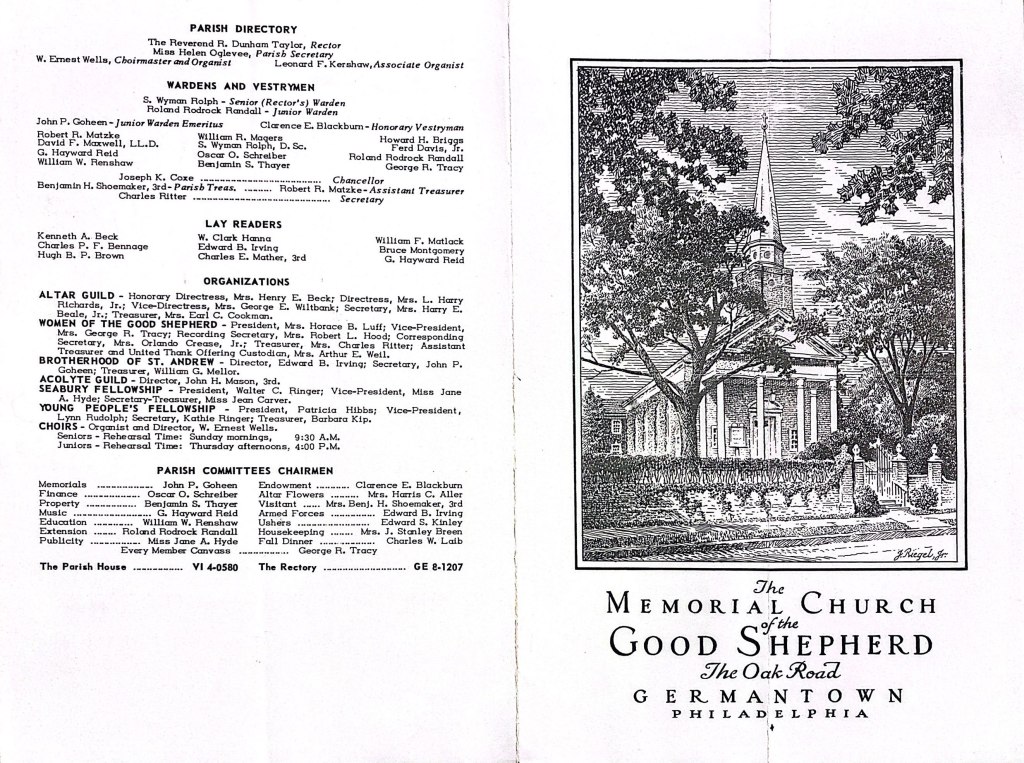 PARISH DIRECTORY
The Reverend R. Dunham Taylor, Rector
Miss Helen Oglevee, Parish Secretary
W. Ernest Wells, Choirmaster and Organist Leonard F. Kershaw, Associate Organist
WARDENS AND VESTRYMEN
S. Wyman Rolph - Senior (Rector's) Warden
Roland Rodrock Randall - Junior Warden
John P. Goheen - Junior Warden Emeritus Clarence E. Blackburn - Honorary Vestryman
Robert R. Matzke William R. Magers Howard H. Briggs
David F. Maxwell, LL.D. S. Wyman Rolph, D. Sc. Ferd Davis, Jr.
G. Hayward Reid Oscar O. Schreiber Roland Rodrock Randall
William W. Renshaw Benjamin S. Thayer George R. Tracy
Joseph K. Coxe .......... Chancellor
Benjamin H. Shoemaker, 3rd - Parish Treas. .......... Robert R. Matzke - Assistant Treasurer
Charles Ritter .......... Secretary
LAY READERS
Kenneth A. Beck W. Clark Hanna William F. Matlack
Charles P. F. Bennage Edward B. Irving Bruce Montgomery
Hugh B. P. Brown Charles E. Mather, 3rd G. Hayward Reid
ORGANIZATIONS
ALTAR GUILD - Honorary Directress, Mrs. Henry E. Beck; Directress, Mrs. L. Harry
Richards, Jr.; Vice-Directress, Mrs. George E. Wiltbank; Secretary, Mrs. Harry E.
Beale, Jr.; Treasurer, Mrs. Earl C. Cookman.
WOMEN OF THE GOOD SHEPHERD - President, Mrs. Horace B. Luff; Vice-President,
Mrs. George R. Tracy; Recording Secretary, Mrs. Robert L. Hood; Corresponding
Secretary, Mrs. Orlando Crease, Jr.; Treasurer, Mrs. Charles Ritter; Assistant
Treasurer and United Thank Offering Custodian, Mrs. Arthur E. Weil.
BROTHERHOOD OF ST. ANDREW - Director, Edward B. Irving; Secretary, John P.
Goheen; Treasurer, William G. Mellor.
ACOLYTE GUILD - Director, John H. Mason, 3rd.
SEABURY FELLOWSHIP - President, Walter C. Ringer; Vice-President, Miss Jane
A. Hyde; Secretary-Treasurer, Miss Jean Carver.
YOUNG PEOPLE'S FELLOWSHIP - President, Patricia Hibbs; Vice-President,
Lynn Rudolph; Secretary, Kathie Ringer; Treasurer, Barbara Kip.
CHOIRS - Organist and Director, W. Ernest Wells.
Seniors - Rehearsal Time: Sunday mornings, 9:30 A.M.
Juniors - Rehearsal Time: Thursday afternoons, 4:00 P.M.
PARISH COMMITTEES CHAIRMEN
Memorials .......... John P. Goheen Endowment .......... Clarence E. Blackburn
Finance .......... Oscar O. Schreiber Altar Flowers .......... Mrs. Harris C. Aller
Property .......... Benjamin S. Thayer Visitant ..... Mrs. Benj. H. Shoemaker, 3rd
Music .......... G. Hayward Reid Armed Forces .......... Edward B. Irving
Education .......... William W. Renshaw Ushers .......... Edward S. Kinley
Extension ...... Roland Rodrock Randall Housekeeping ..... Mrs. J. Stanley Breen
Publicity .......... Miss Jane A. Hyde Fall Dinner .......... Charles W. Laib
Every Member Canvass .......... George R. Tracy
The Parish House .......... VI 4-0580 The Rectory .......... GE 8-1207
J. Riegel, Jr.
The
MEMORIAL CHURCH
of the
GOOD SHEPHERD
The Oak Road
GERMANTOWN
PHILADELPHIA